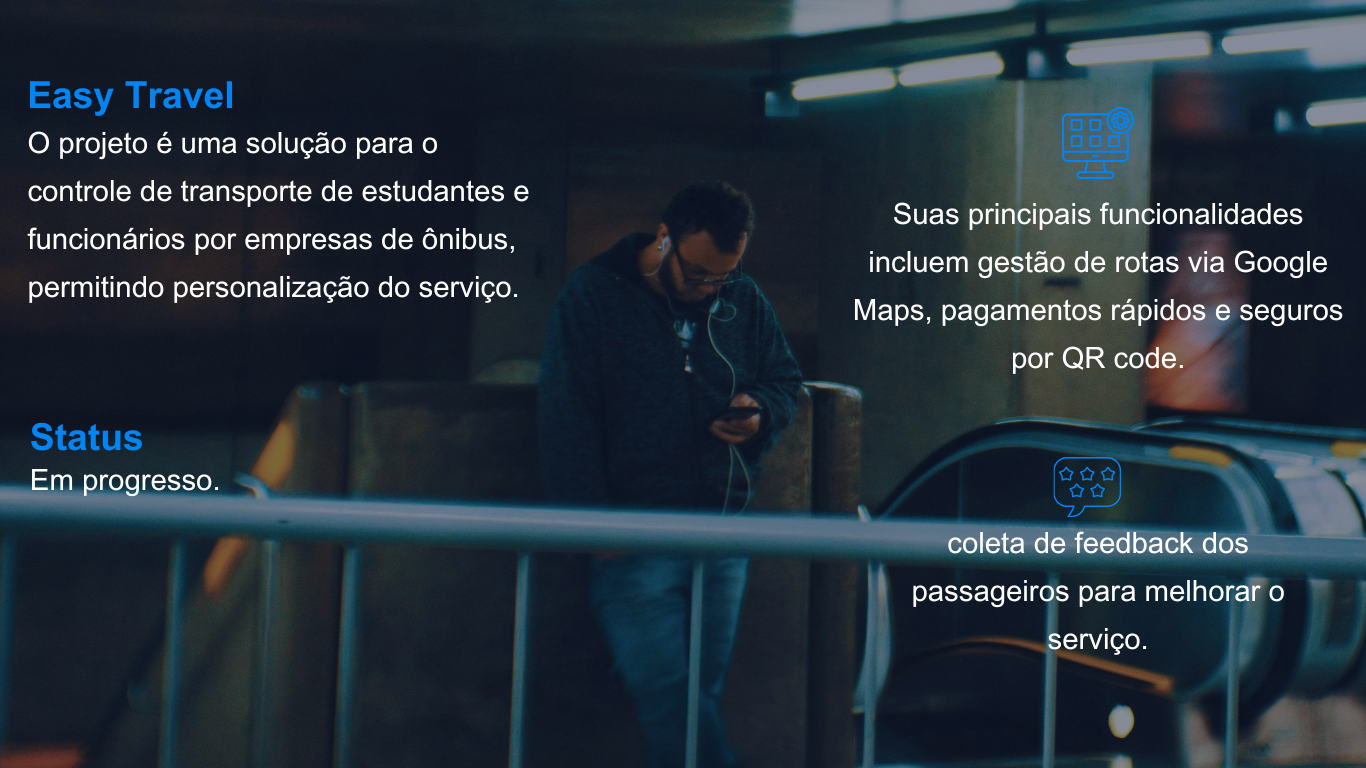 Easy Travel
O projeto é uma solução para o
controle de transporte de estudantes e
funcionários por empresas de ônibus,
permitindo personalização do serviço.
Status
Em progresso.
Suas principais funcionalidades
incluem gestão de rotas via Google
Maps, pagamentos rápidos e seguros
por QR code.
coleta de feedback dos
passageiros para melhorar o
serviço.